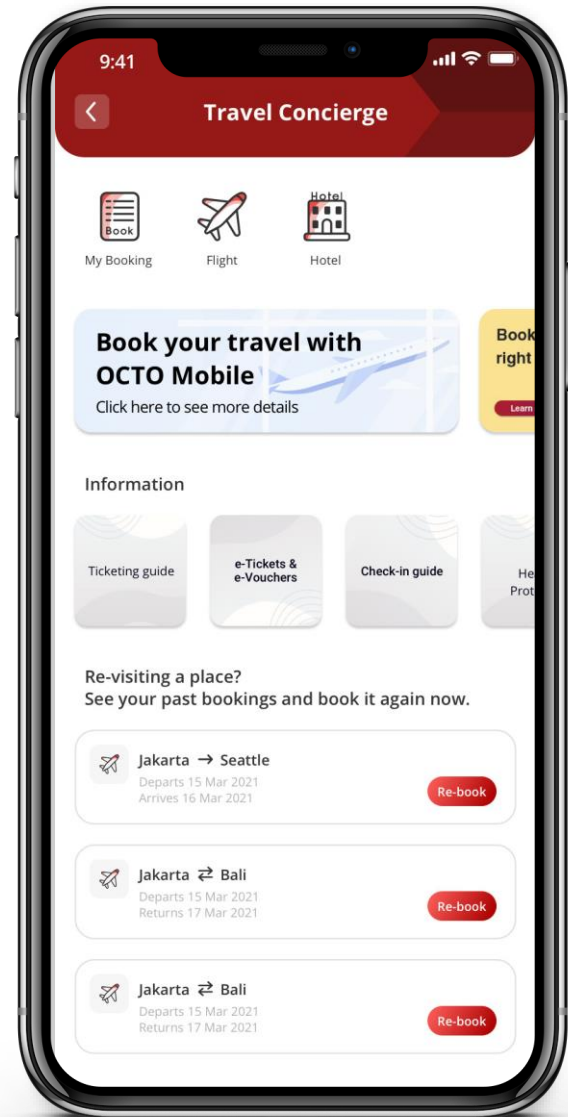 9:41
Travel Concierge
Hotel
Book
My Booking
Flight
Hotel
Book your travel with
OCTO Mobile
Click here to see more details
Book
right
Learn
Information
Ticketing guide
e-Tickets &
e-Vouchers
Check-in guide
He
Prot
Re-visiting a place?
See your past bookings and book it again now.
Jakarta → Seattle
Departs 15 Mar 2021
Arrives 16 Mar 2021
Re-book
Jakarta ⇄ Bali
Departs 15 Mar 2021
Returns 17 Mar 2021
Re-book
Jakarta ⇄ Bali
Departs 15 Mar 2021
Returns 17 Mar 2021
Re-book